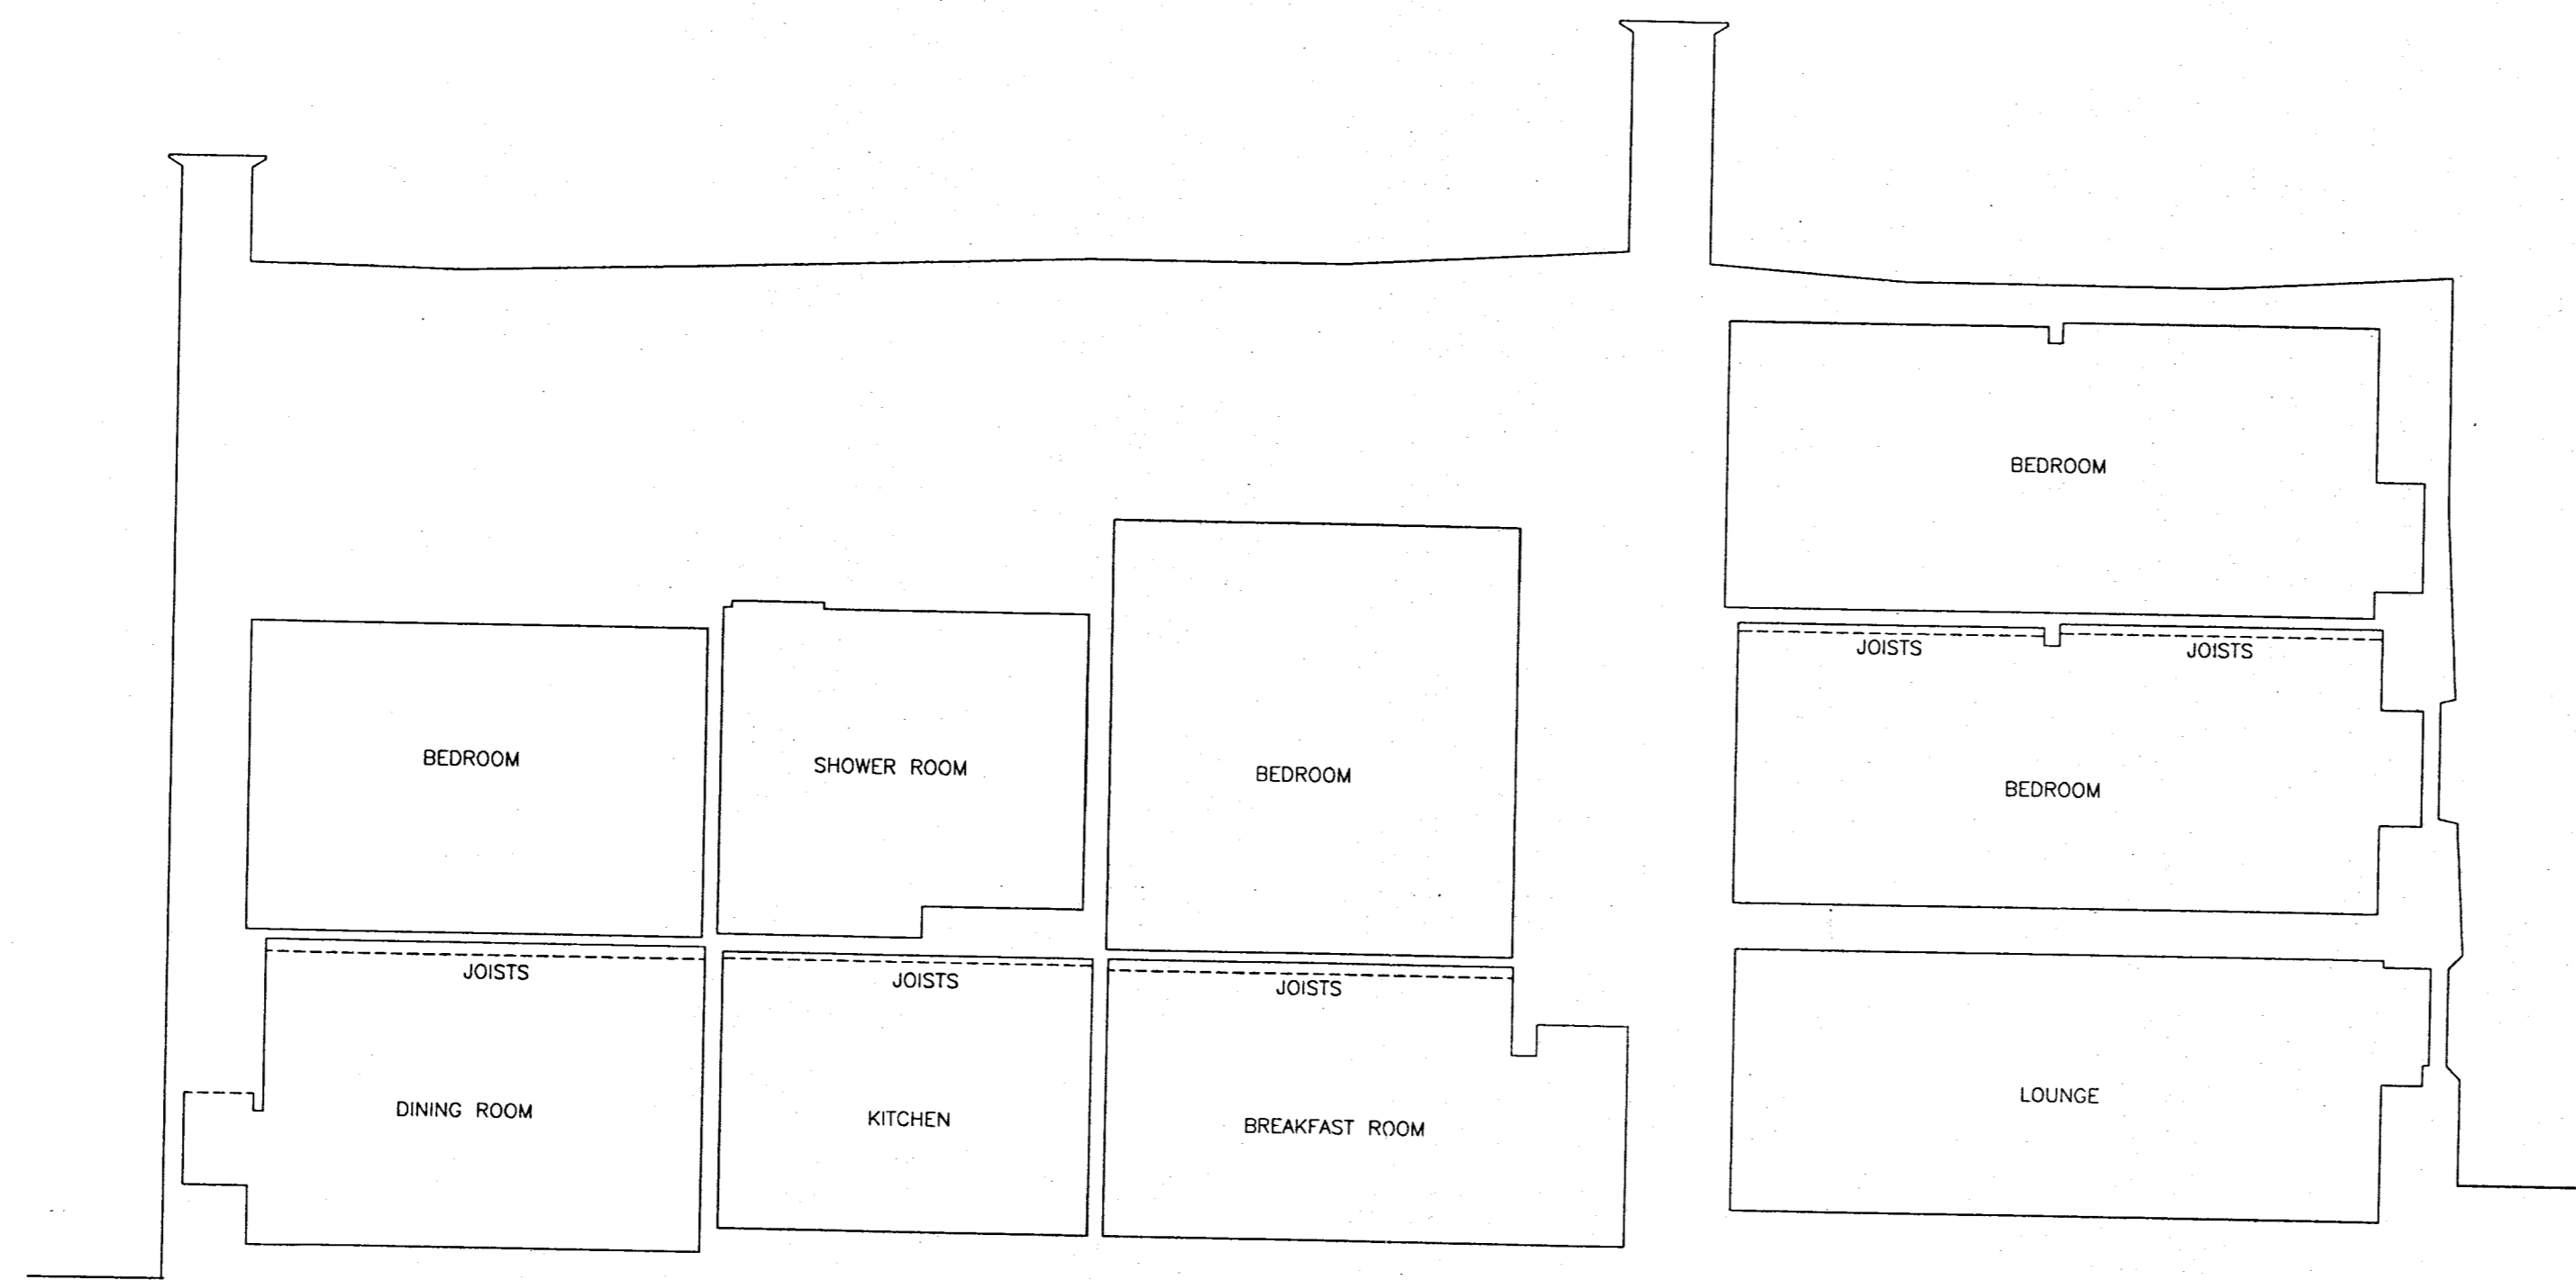 BEDROOM
JOISTS
JOISTS
BEDROOM
SHOWER ROOM
BEDROOM
BEDROOM
JOISTS
JOISTS
JOISTS
DINING ROOM
KITCHEN
BREAKFAST ROOM
LOUNGE